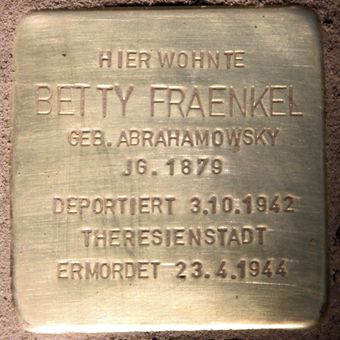 HIER WOHNTE
BETTY FRAENKEL
GEB. ABRAHAMOWSKY
JG. 1879
DEPORTIERT 3.10.1942
THERESIENSTADT
ERMORDET 23.4.1944